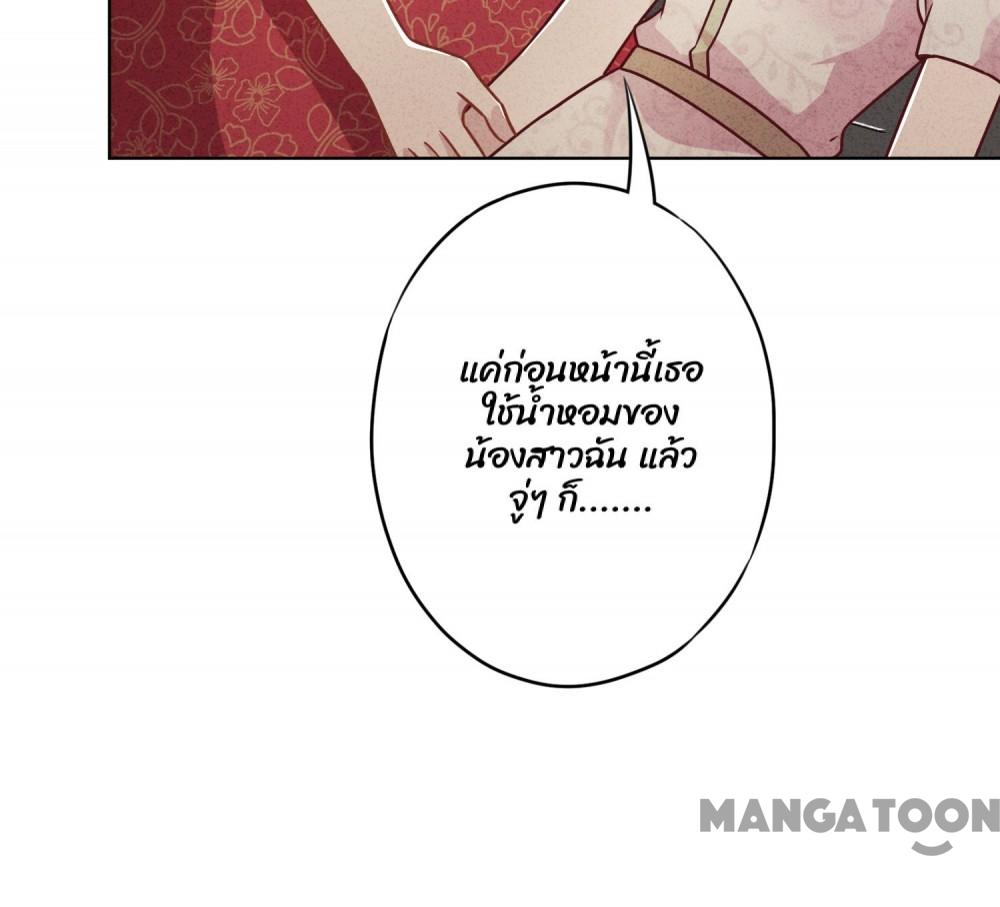 แค่ก่อนหน้านี้เธอ
ใช้น้ำหอมของ
น้องสาวฉัน แล้ว
จู่ๆ ก็.......
MANGATOON